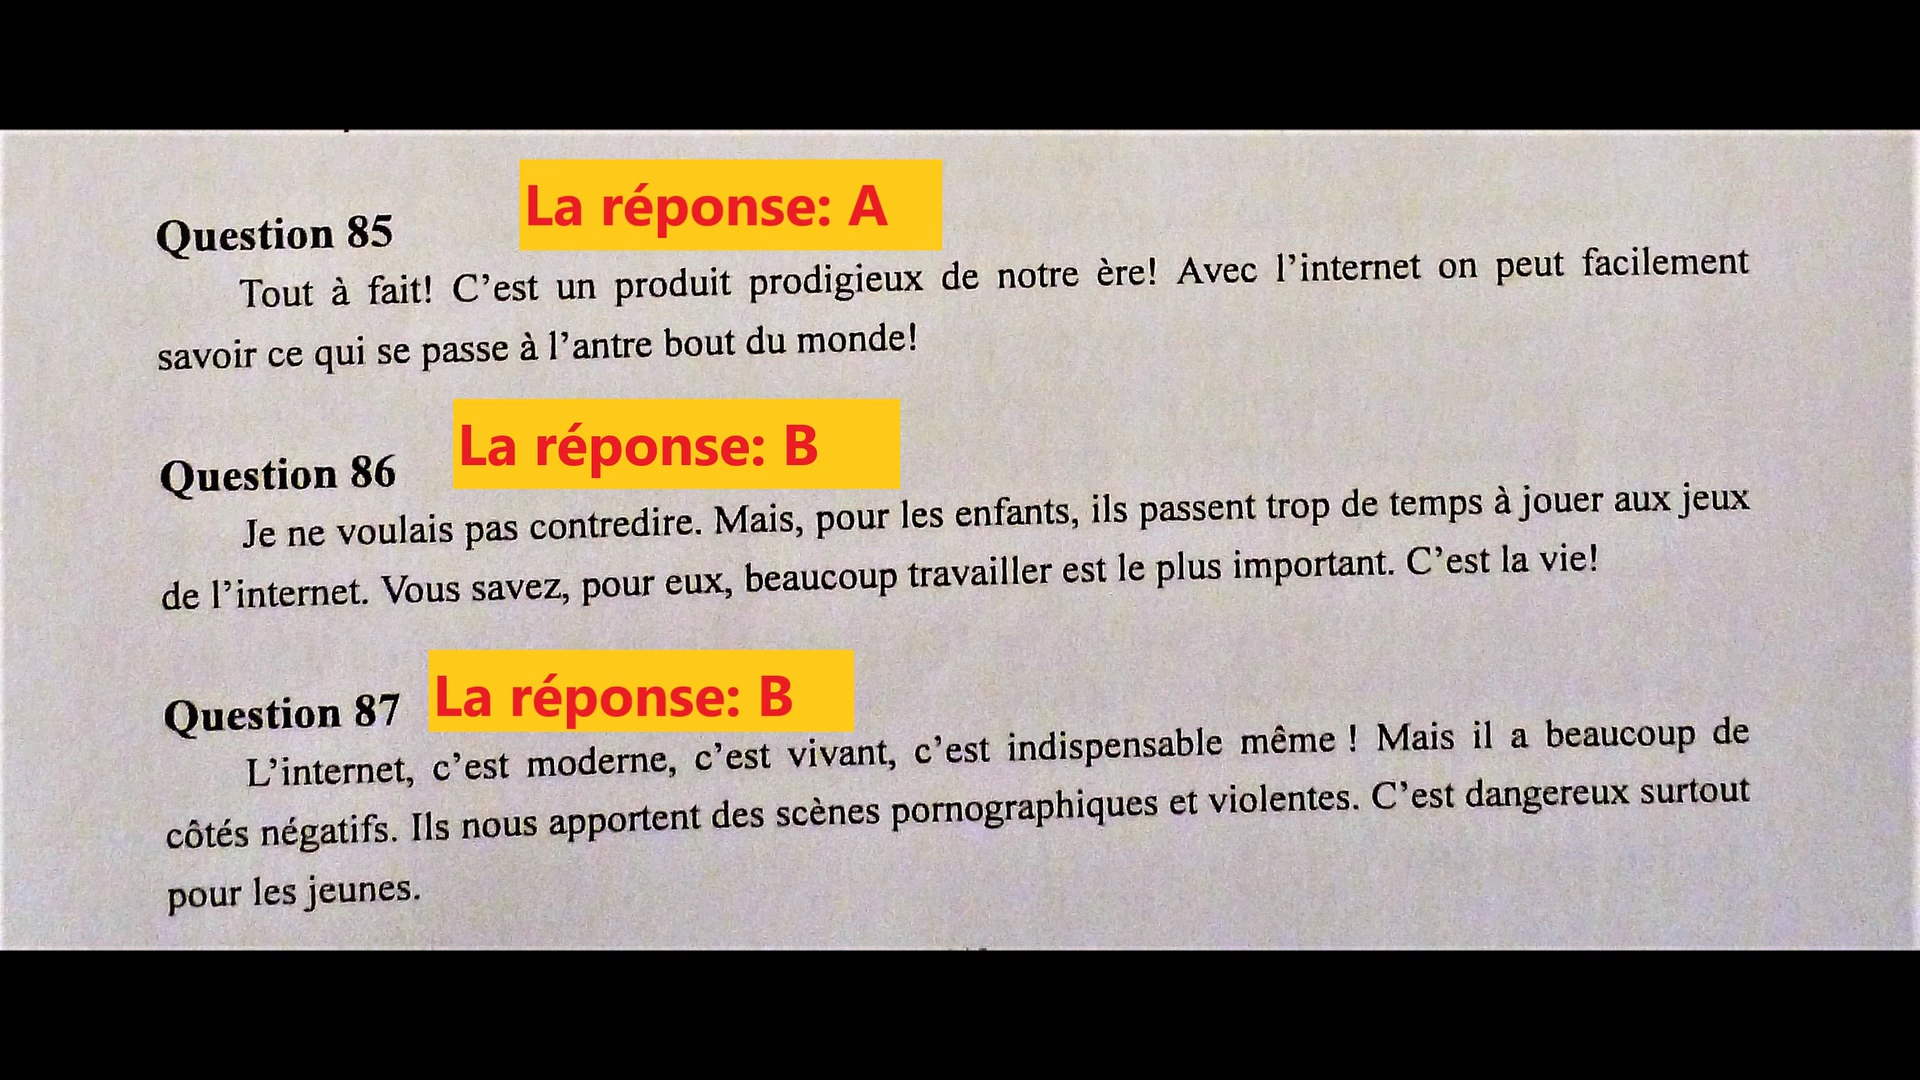 La réponse: A
Question 85
Tout à fait! C'est un produit prodigieux de notre ère! Avec l'internet on peut facilement
savoir ce qui se passe à l'antre bout du monde!
La réponse: B
Question 86
Je ne voulais pas contredire. Mais, pour les enfants, ils passent trop de temps à jouer aux jeux
de l'internet. Vous savez, pour eux, beaucoup travailler est le plus important. C'est la vie!
La réponse: B
Question 87
L'internet, c'est moderne, c'est vivant, c'est indispensable même ! Mais il a beaucoup de
côtés négatifs. Ils nous apportent des scènes pornographiques et violentes. C'est dangereux surtout
pour les jeunes.